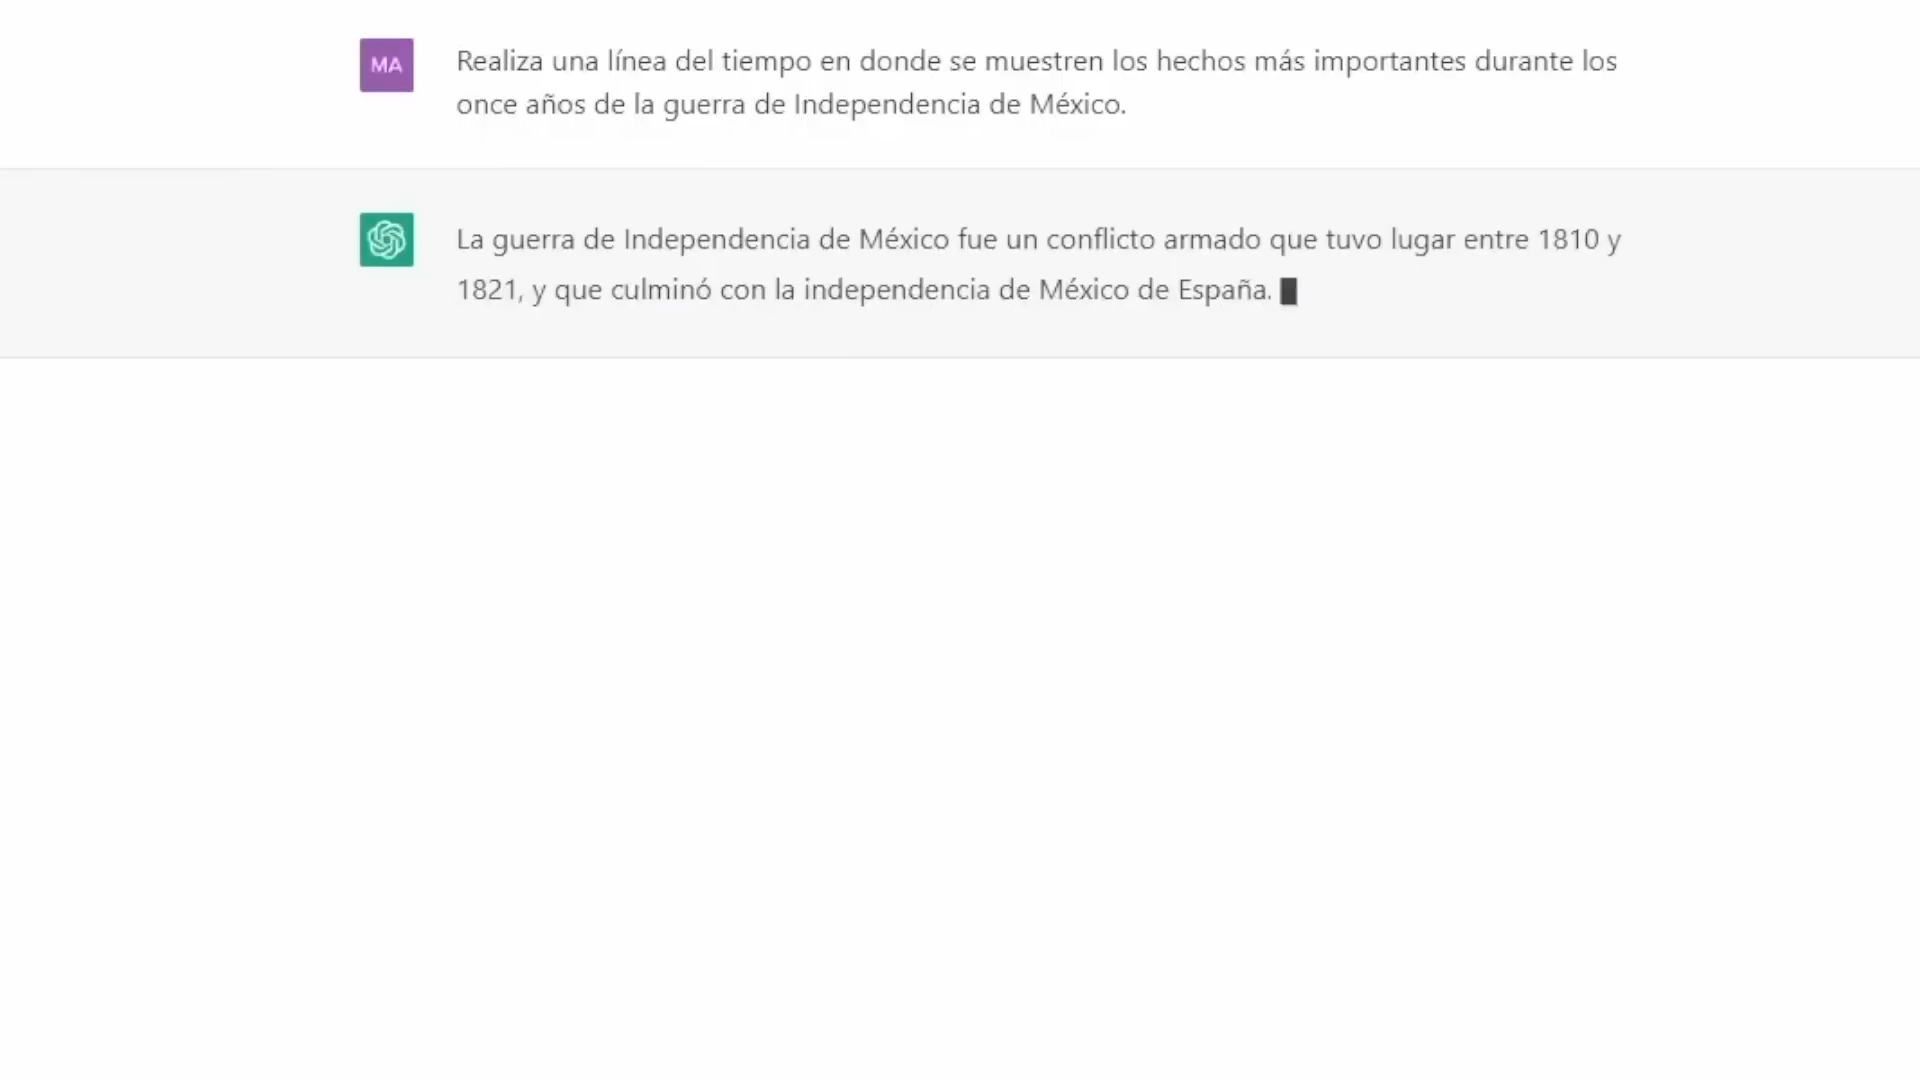 MA
Realiza una línea del tiempo en donde se muestren los hechos más importantes durante los
once años de la guerra de Independencia de México.
La guerra de Independencia de México fue un conflicto armado que tuvo lugar entre 1810 y
1821, y que culminó con la independencia de México de España.